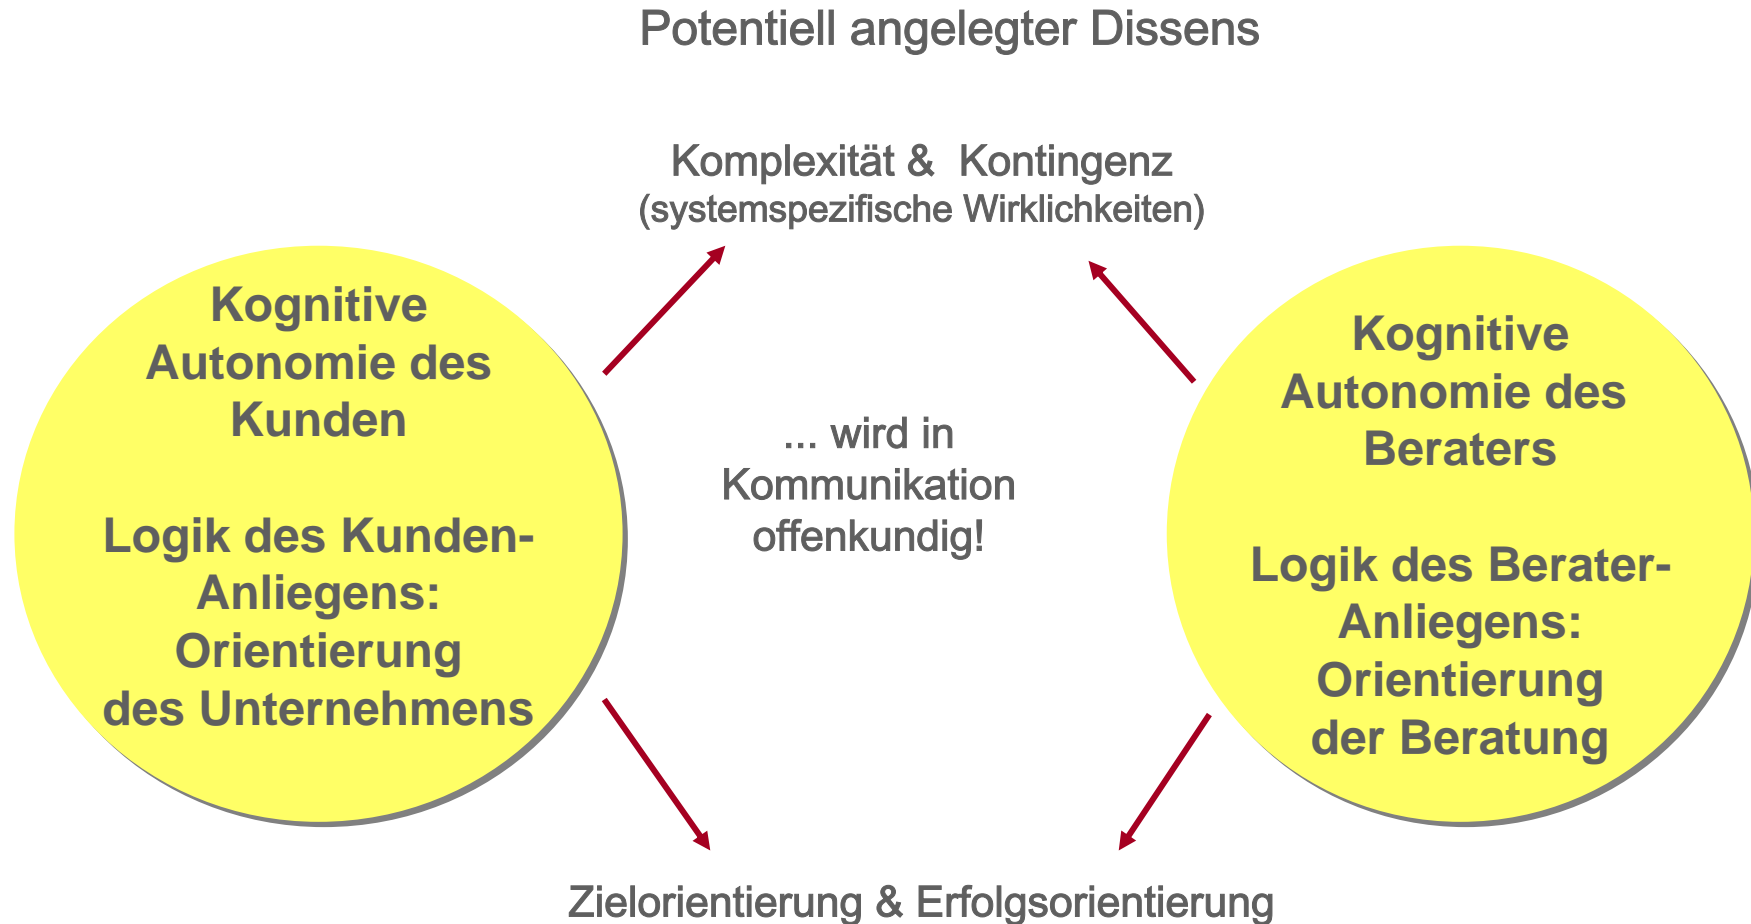 Potentiell angelegter Dissens
Komplexität & Kontingenz
(systemspezifische Wirklichkeiten)
Kognitive
Autonomie des
Kunden
Logik des Kunden-
Anliegens:
Orientierung
des Unternehmens
... wird in
Kommunikation
offenkundig!
Kognitive
Autonomie des
Beraters
Logik des Berater-
Anliegens:
Orientierung
der Beratung
Zielorientierung & Erfolgsorientierung